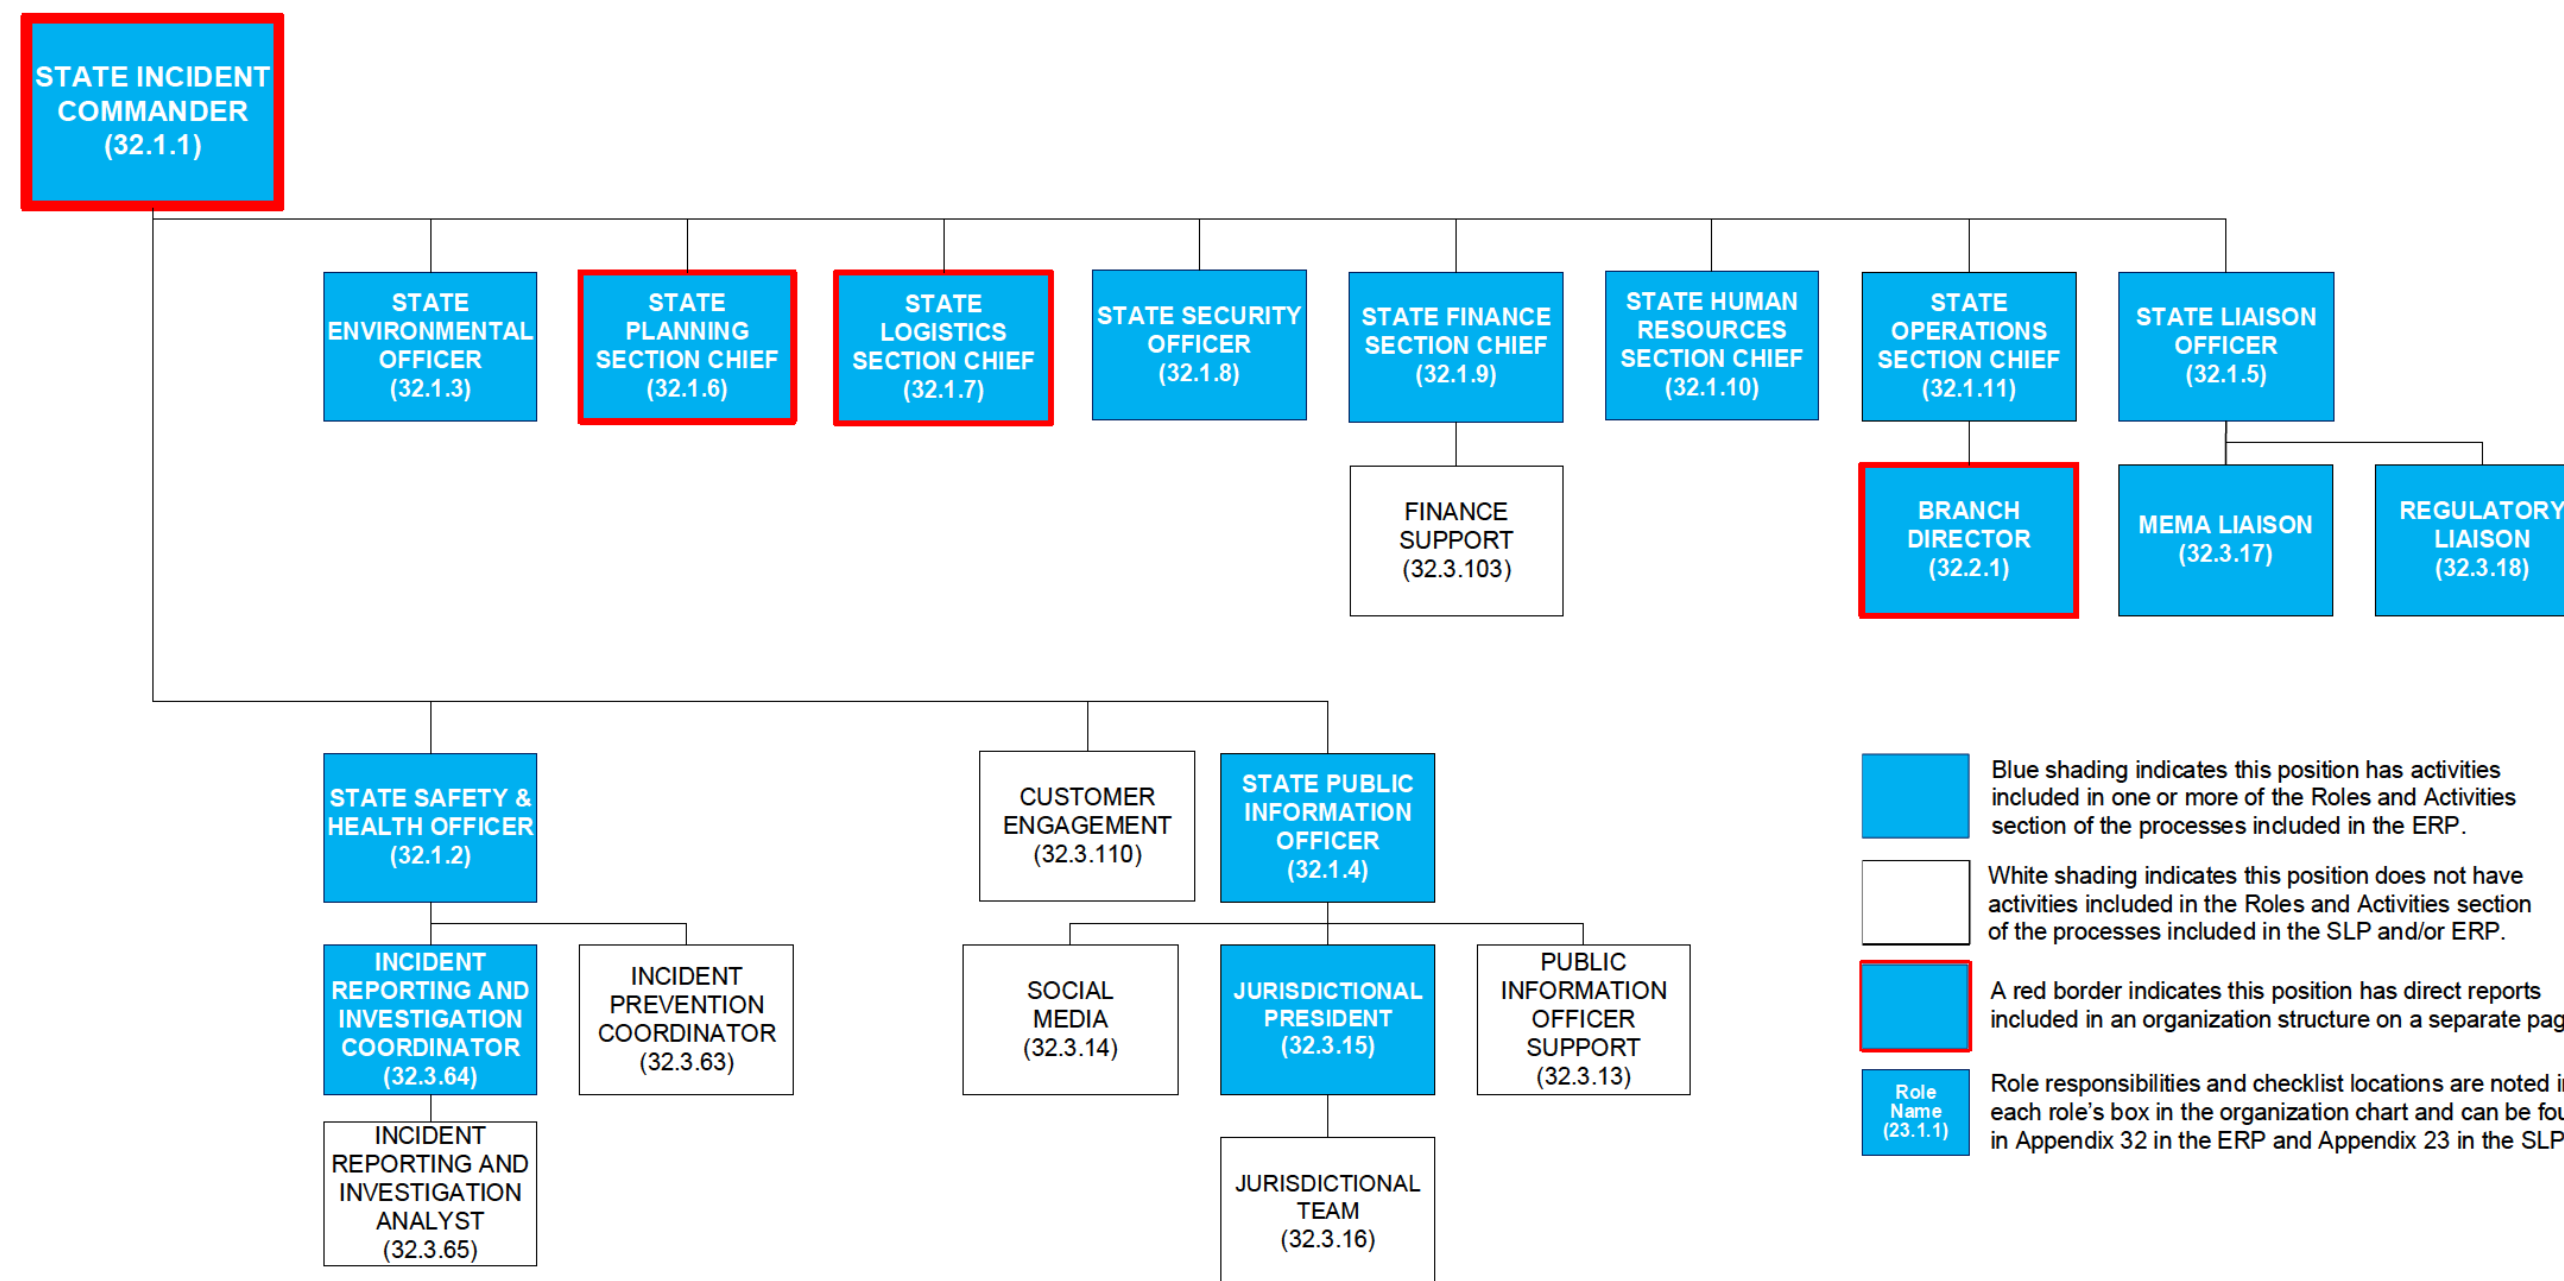 STATE INCIDENT
COMMANDER
(32.1.1)
STATE
ENVIRONMENTAL
OFFICER
(32.1.3)
STATE
PLANNING
SECTION CHIEF
(32.1.6)
STATE
LOGISTICS
SECTION CHIEF
(32.1.7)
STATE SECURITY
OFFICER
(32.1.8)
STATE FINANCE
SECTION CHIEF
(32.1.9)
STATE HUMAN
RESOURCES
SECTION CHIEF
(32.1.10)
STATE
OPERATIONS
SECTION CHIEF
(32.1.11)
STATE LIAISON
OFFICER
(32.1.5)
FINANCE
SUPPORT
(32.3.103)
BRANCH
DIRECTOR
(32.2.1)
MEMA LIAISON
(32.3.17)
REGULATORY
LIAISON
(32.3.18)
STATE SAFETY &
HEALTH OFFICER
(32.1.2)
CUSTOMER
ENGAGEMENT
(32.3.110)
STATE PUBLIC
INFORMATION
OFFICER
(32.1.4)
INCIDENT
REPORTING AND
INVESTIGATION
COORDINATOR
(32.3.64)
INCIDENT
PREVENTION
COORDINATOR
(32.3.63)
SOCIAL
MEDIA
(32.3.14)
JURISDICTIONAL
PRESIDENT
(32.3.15)
PUBLIC
INFORMATION
OFFICER
SUPPORT
(32.3.13)
INCIDENT
REPORTING AND
INVESTIGATION
ANALYST
(32.3.65)
JURISDICTIONAL
TEAM
(32.3.16)
Blue shading indicates this position has activities
included in one or more of the Roles and Activities
section of the processes included in the ERP.
White shading indicates this position does not have
activities included in the Roles and Activities section
of the processes included in the SLP and/or ERP.
A red border indicates this position has direct reports
included in an organization structure on a separate pag
Role
Name
(23.1.1)
Role responsibilities and checklist locations are noted i
each role's box in the organization chart and can be fou
in Appendix 32 in the ERP and Appendix 23 in the SLP